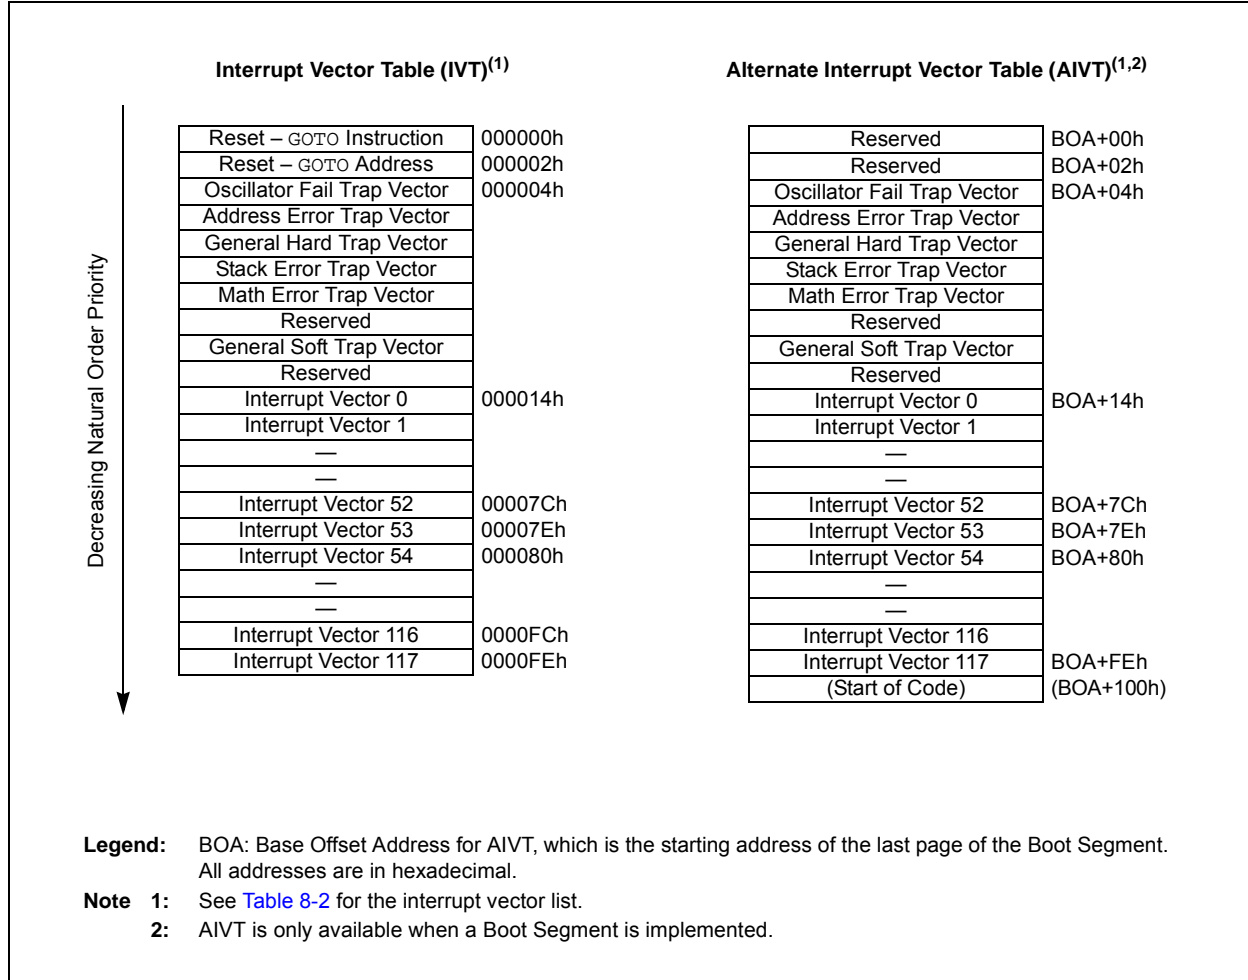 Interrupt Vector Table (IVT)(1)
Decreasing Natural Order Priority
Reset – GOTO Instruction 000000h
Reset – GOTO Address 000002h
Oscillator Fail Trap Vector 000004h
Address Error Trap Vector
General Hard Trap Vector
Stack Error Trap Vector
Math Error Trap Vector
Reserved
General Soft Trap Vector
Reserved
Interrupt Vector 0 000014h
Interrupt Vector 1
—
—
Interrupt Vector 52 00007Ch
Interrupt Vector 53 00007Eh
Interrupt Vector 54 000080h
—
—
Interrupt Vector 116 0000FCh
Interrupt Vector 117 0000FEh
Alternate Interrupt Vector Table (AIVT)(1,2)
Reserved BOA+00h
Reserved BOA+02h
Oscillator Fail Trap Vector BOA+04h
Address Error Trap Vector
General Hard Trap Vector
Stack Error Trap Vector
Math Error Trap Vector
Reserved
General Soft Trap Vector
Reserved
Interrupt Vector 0 BOA+14h
Interrupt Vector 1
—
—
Interrupt Vector 52 BOA+7Ch
Interrupt Vector 53 BOA+7Eh
Interrupt Vector 54 BOA+80h
—
—
Interrupt Vector 116
Interrupt Vector 117 BOA+FEh
(Start of Code) (BOA+100h)
Legend: BOA: Base Offset Address for AIVT, which is the starting address of the last page of the Boot Segment.
All addresses are in hexadecimal.
Note 1: See Table 8-2 for the interrupt vector list.
2: AIVT is only available when a Boot Segment is implemented.